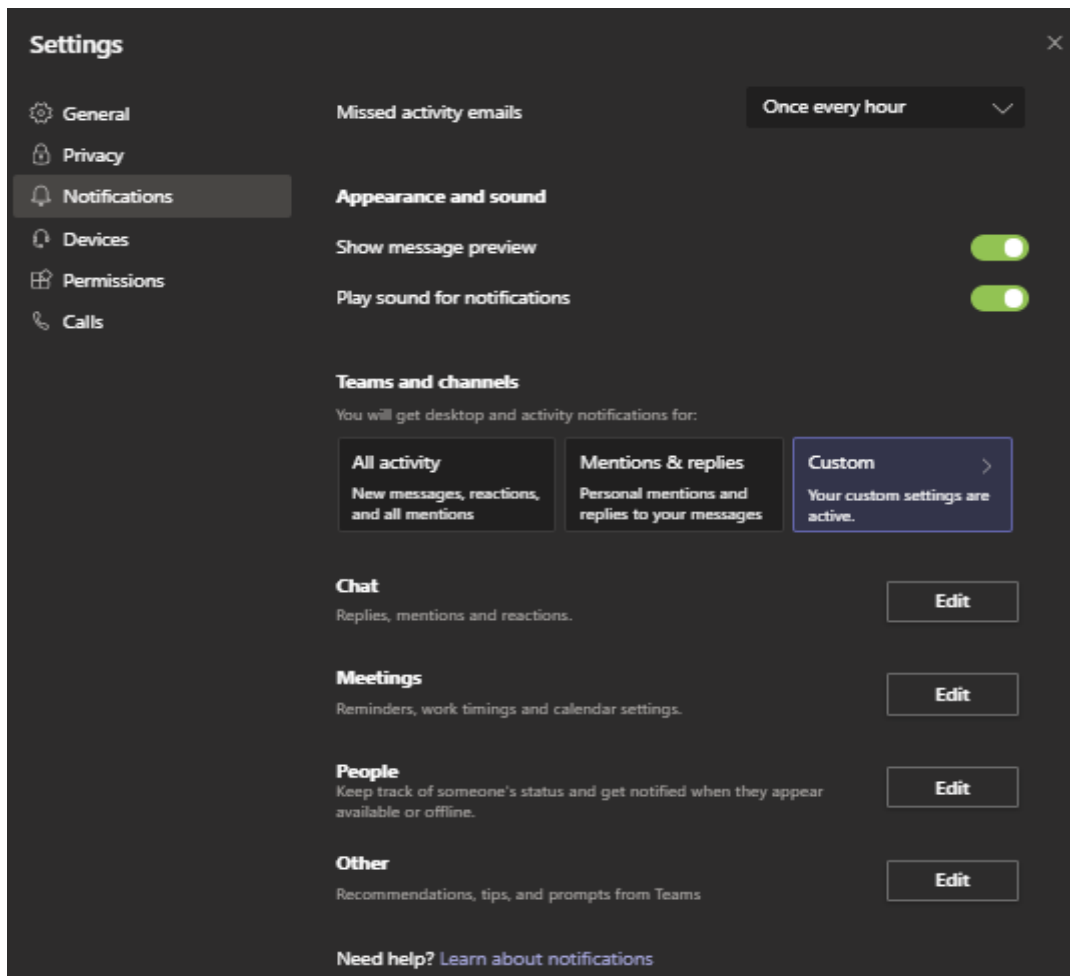 Settings
General
Privacy
Notifications
Devices
Permissions
Calls
Missed activity emails
Once every hour
Appearance and sound
Show message preview
Play sound for notifications
Teams and channels
You will get desktop and activity notifications for:
All activity
New messages, reactions,
and all mentions
Mentions & replies
Personal mentions and
replies to your messages
Custom
Your custom settings are
active.
Chat
Replies, mentions and reactions.
Edit
Meetings
Reminders, work timings and calendar settings.
Edit
People
Keep track of someone's status and get notified when they appear
available or offline.
Edit
Other
Recommendations, tips, and prompts from Teams
Edit
Need help? Learn about notifications